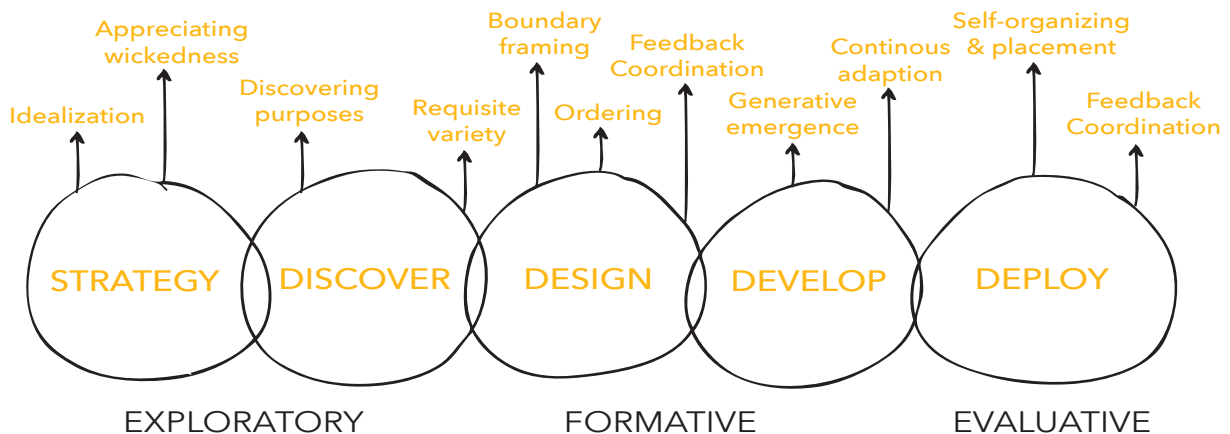 Appreciating
wickedness
Idealization
Discovering
purposes
Requisite
variety
Boundary
framing
Ordering
Feedback
Coordination
Generative
emergence
Continous
adaption
Self-organizing
& placement
Feedback
Coordination
STRATEGY
DISCOVER
DESIGN
DEVELOP
DEPLOY
EXPLORATORY
FORMATIVE
EVALUATIVE